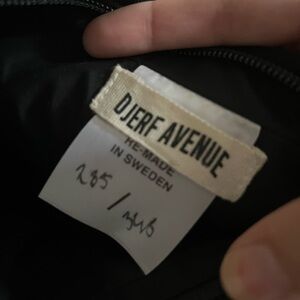 DJERF AVENUE
RE-MADE
IN SWEDEN
285 /